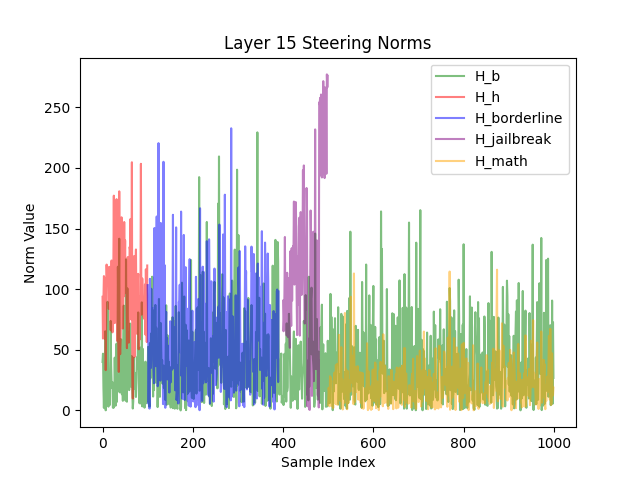 Layer 15 Steering Norms
H_b
H_h
H_borderline
H_jailbreak
H_math
Norm Value
250
200
150
100
50
0
0 200 400 600 800 1000
Sample Index